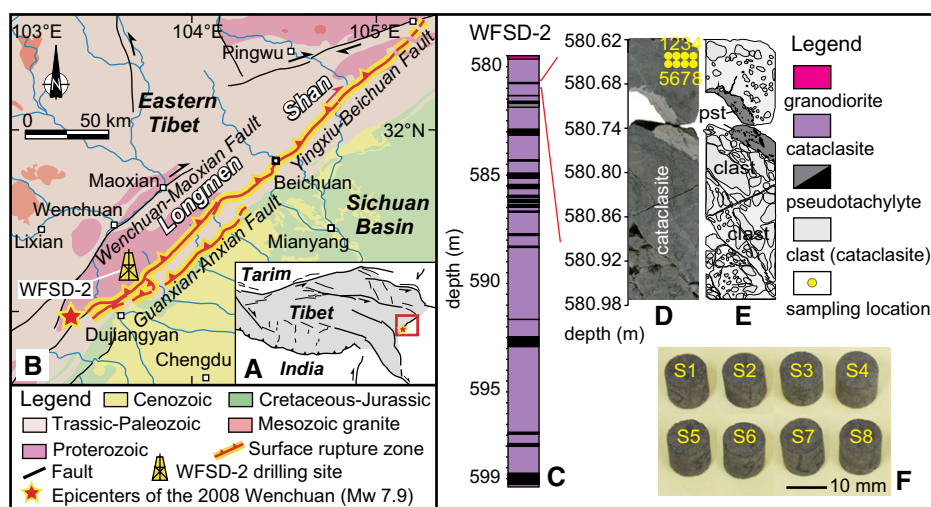 103°E
104°E
105°E
Pingwu
Eastern
Tibet
0 50 km
32°N
Longmen Shan
Yingxiu-Beichuan Fault
Wenchuan-Maoxian Fault
Maoxian
Beichuan
Wenchuan
Sichuan
Basin
Lixian
Mianyang
Guanxian-Anxian Fault
WFSD-2
Dujiangyan
Chengdu
B
Tarim
Tibet
India
A
Legend
Cenozoic
Cretaceous-Jurassic
Trassic-Paleozoic
Mesozoic granite
Proterozoic
Surface rupture zone
Fault
WFSD-2 drilling site
Epicenters of the 2008 Wenchuan (Mw 7.9)
WFSD-2
580
585
590
595
599
depth (m)
C
580.62
580.68
580.74
580.80
580.86
580.92
580.98
depth (m)
1234
5678
cataclasite
D
pst
clast
clast
E
Legend
granodiorite
cataclasite
pseudotachylyte
clast (cataclasite)
sampling location
S1 S2 S3 S4
S5 S6 S7 S8
10 mm
F